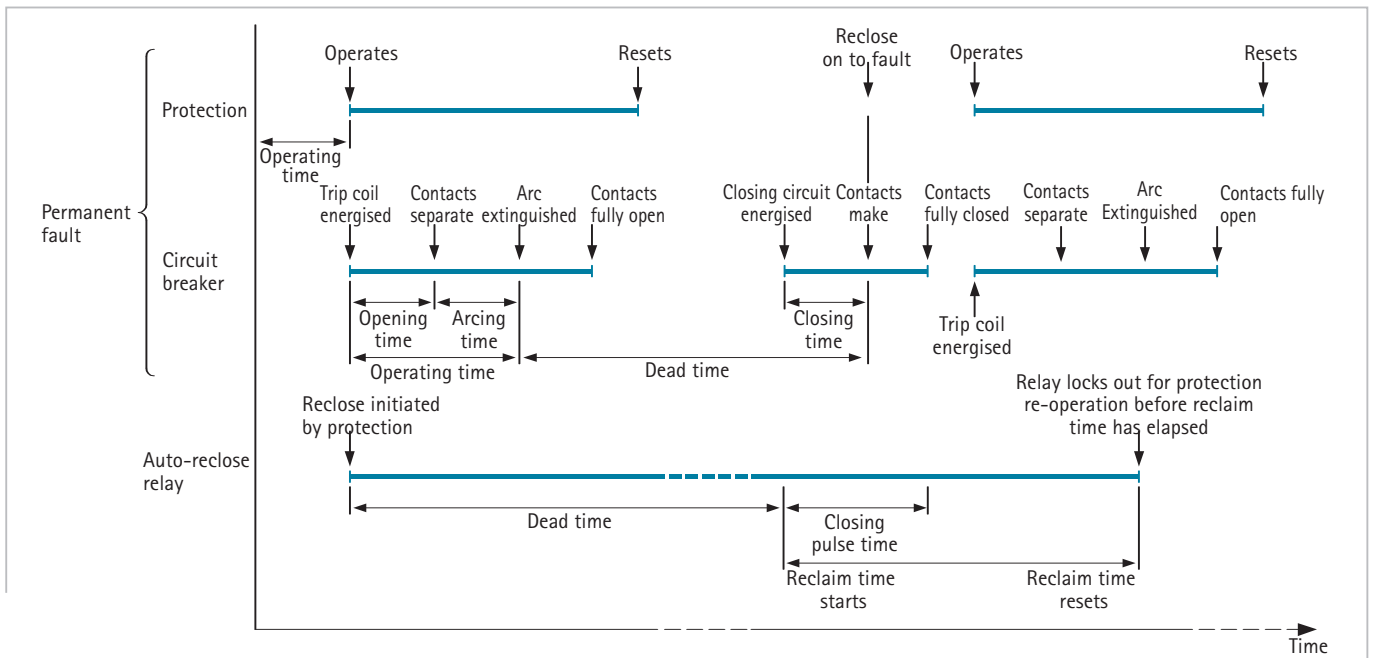 Operates
Resets
Reclose
on to fault
Operates
Resets
Protection
Operating
time
Trip coil
energised
Contacts
separate
Arc
extinguished
Contacts
fully open
Closing circuit
energised
Contacts
make
Contacts
fully closed
Contacts
separate
Arc
Extinguished
Contacts fully
open
Permanent
fault
Circuit
breaker
Opening
time
Arcing
time
Closing
time
Trip coil
energised
Operating time
Dead time
Reclose initiated
by protection
Relay locks out for protection
re-operation before reclaim
time has elapsed
Auto-reclose
relay
Dead time
Closing
pulse time
Reclaim time
starts
Reclaim time
resets
Time